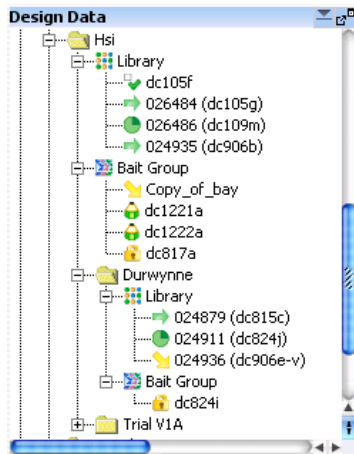 Design Data
Hsi
Library
dc105f
026484 (dc105g)
026486 (dc109m)
024935 (dc906b)
Bait Group
Copy_of_bay
dc1221a
dc1222a
dc817a
Durwynne
Library
024879 (dc815c)
024911 (dc824j)
024936 (dc906e-v)
Bait Group
dc824i
Trial V1A